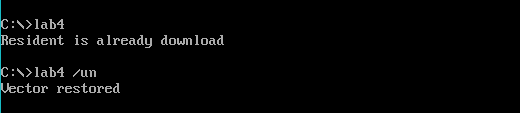 C:\>lab4
Resident is already download
C:\>lab4 /un
Vector restored